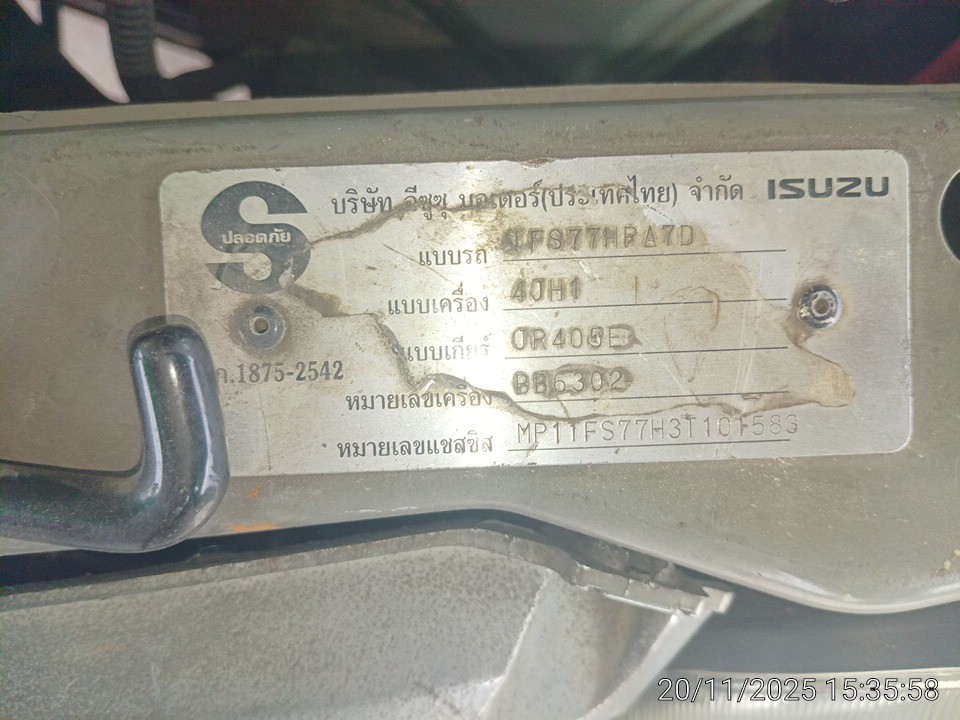 บริษัท อีซูซุ มอเตอร์(ประเทศไทย) จำกัด ISUZU
S
ปลอดภัย
แบบรถ TFS77HPA7D
แบบเครื่อง 4JH1
แบบเกียร์ JR405E
ค.1875-2542
หมายเลขเครื่อง BB6302
หมายเลขแชสซิส MP1TFS77H3T101583
20/11/2025 15:35:58